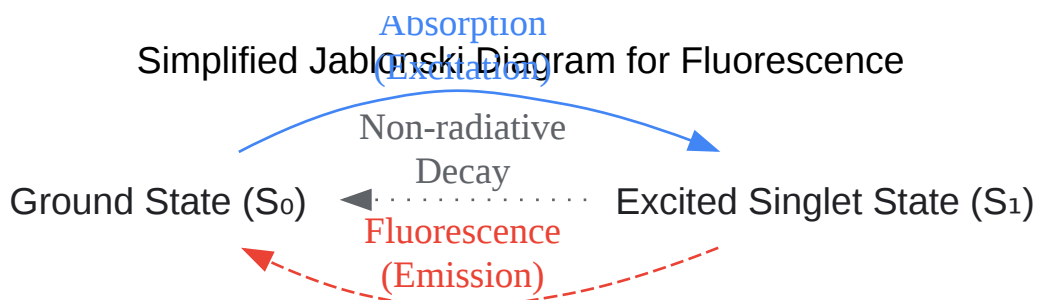 Absorption
Simplified Jablonski Diagram for Fluorescence
(Excitation)
Non-radiative
Decay
Ground State (S₀)
Excited Singlet State (S₁)
Fluorescence
(Emission)